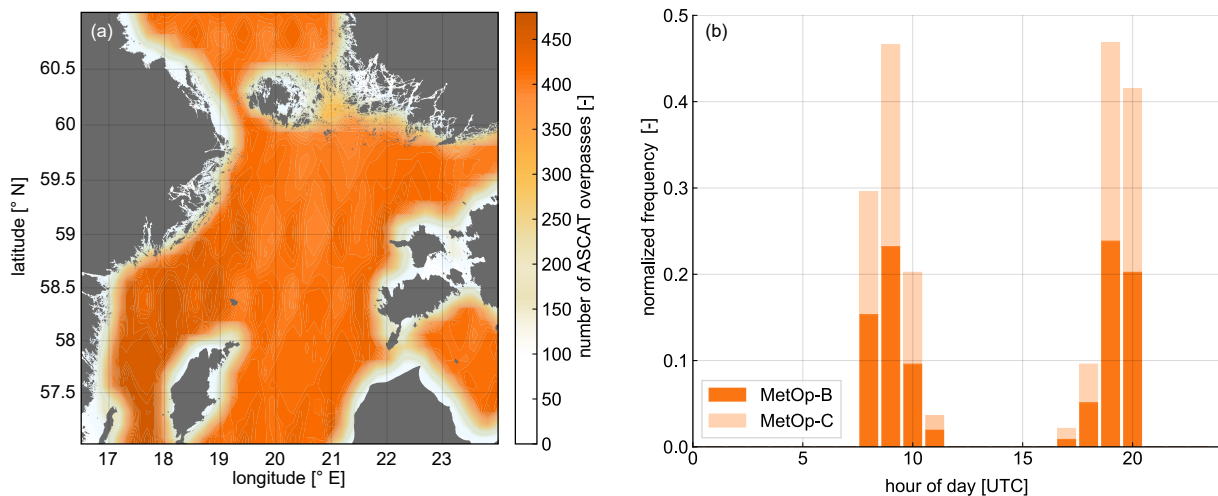 (a)
60.5
60
59.5
59
58.5
58
57.5
latitude [° N]
17 18 19 20 21 22 23
longitude [° E]
450
400
350
300
250
200
150
100
50
0
number of ASCAT overpasses [-]
(b)
0.5
0.4
0.3
0.2
0.1
0.0
normalized frequency [-]
MetOp-B
MetOp-C
0 5 10 15 20
hour of day [UTC]